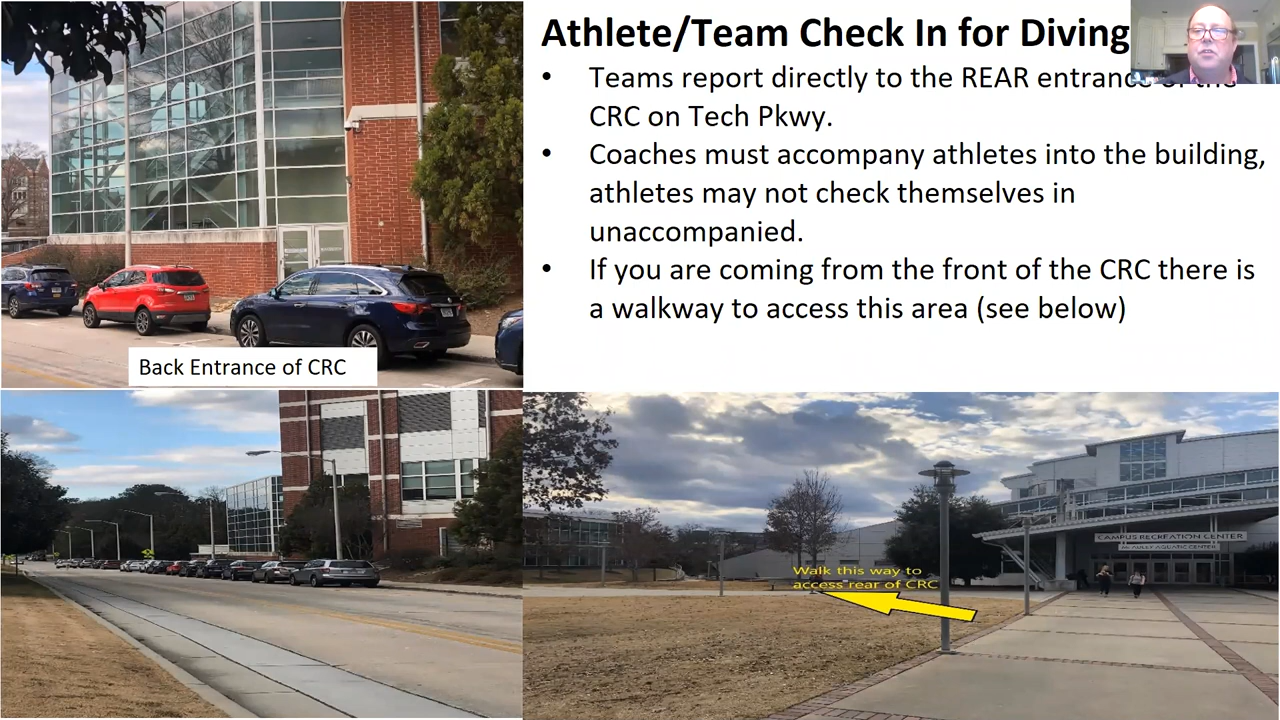 Athlete/Team Check In for Diving
• Teams report directly to the REAR entrance of the
CRC on Tech Pkwy.
• Coaches must accompany athletes into the building,
athletes may not check themselves in
unaccompanied.
• If you are coming from the front of the CRC there is
a walkway to access this area (see below)
Back Entrance of CRC
Walk this way to
access rear of CRC
CAMPUS RECREATION CENTER
AQUATIC CENTER